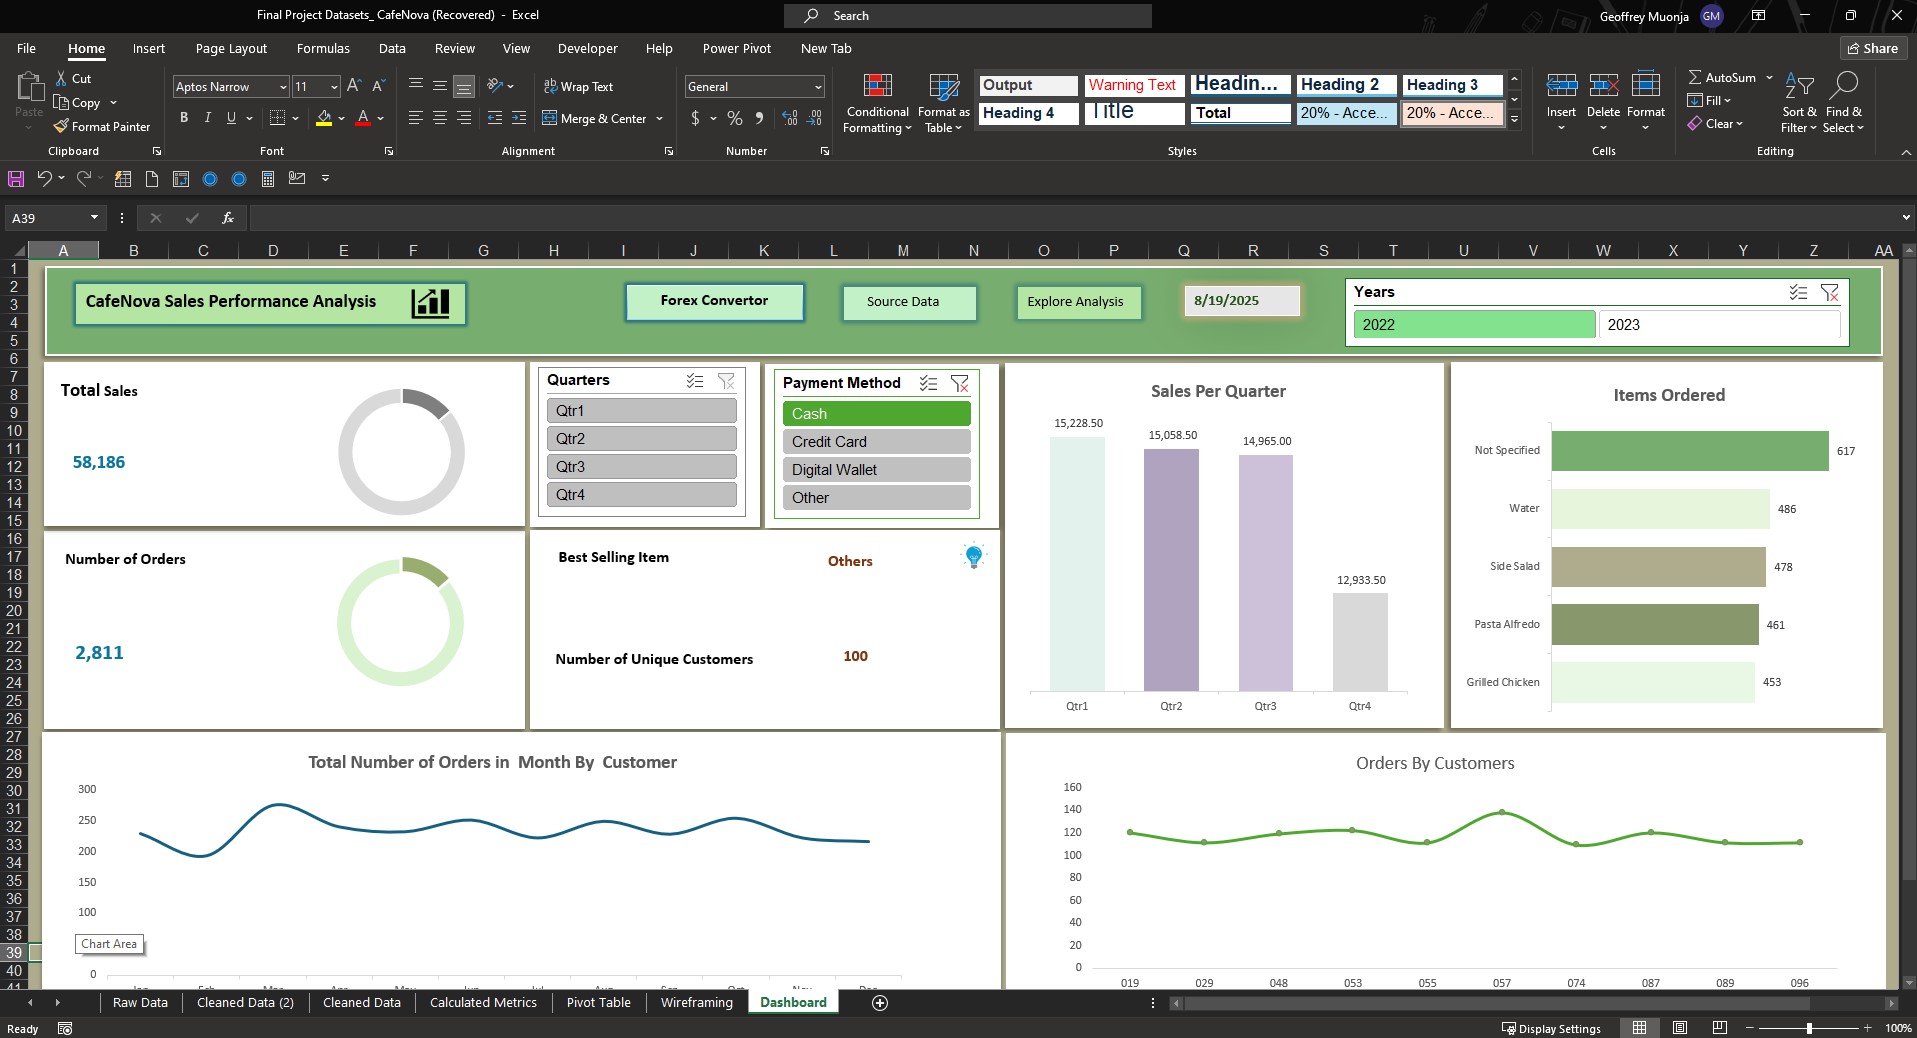 Final Project Datasets_ CafeNova (Recovered) - Excel
Search
Geoffrey Muonja
GM
File Home Insert Page Layout Formulas Data Review View Developer Help Power Pivot New Tab
Share
Paste
Cut
Copy
Format Painter
Clipboard
Aptos Narrow
11
B I U
Font
Wrap Text
Merge & Center
Alignment
General
$ %
Number
Conditional Formatting
Format as Table
Output
Warning Text
Headin...
Heading 2
Heading 3
Heading 4
Title
Total
20% - Acce...
20% - Acce...
Styles
Insert
Delete
Format
Cells
AutoSum
Fill
Clear
Sort & Filter
Find & Select
Editing
A39
fx
A B C D E F G H I J K L M N O P Q R S T U V W X Y Z AA
1
2
3
4
5
6
7
8
9
10
11
12
13
14
15
16
17
18
19
20
21
22
23
24
25
26
27
28
29
30
31
32
33
34
35
36
37
38
39
40
41
CafeNova Sales Performance Analysis
Forex Convertor
Source Data
Explore Analysis
8/19/2025
Years
2022
2023
Total Sales
58,186
Quarters
Qtr1
Qtr2
Qtr3
Qtr4
Payment Method
Cash
Credit Card
Digital Wallet
Other
Number of Orders
2,811
Best Selling Item
Others
Number of Unique Customers
100
Sales Per Quarter
15,228.50
15,058.50
14,965.00
12,933.50
Qtr1 Qtr2 Qtr3 Qtr4
Items Ordered
Not Specified 617
Water 486
Side Salad 478
Pasta Alfredo 461
Grilled Chicken 453
Total Number of Orders in Month By Customer
300
250
200
150
100
0
Chart Area
Orders By Customers
160
140
120
100
80
60
40
20
0
019 029 048 053 055 057 074 087 089 096
Raw Data Cleaned Data (2) Cleaned Data Calculated Metrics Pivot Table Wireframing Dashboard
Ready
Display Settings
100%